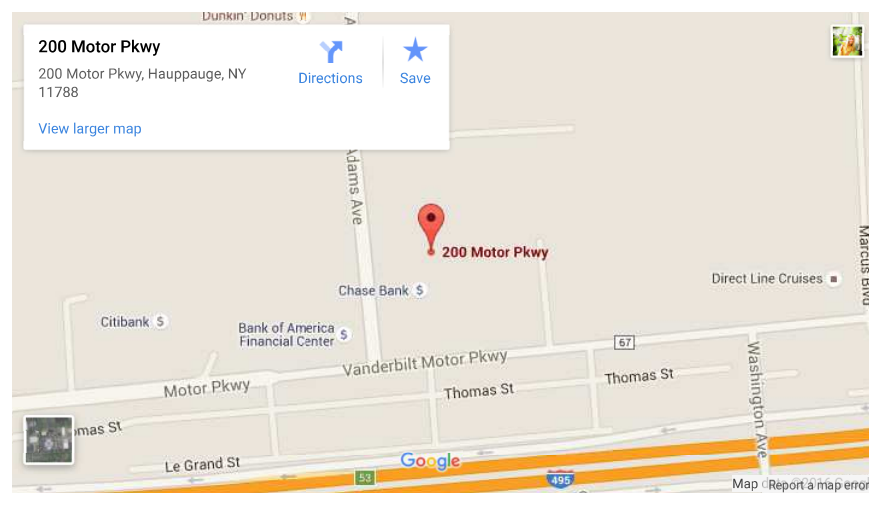 Dunkin' Donuts
200 Motor Pkwy
200 Motor Pkwy, Hauppauge, NY
11788
Directions
Save
View larger map
Adams Ave
200 Motor Pkwy
Marcus Blvd
Direct Line Cruises
Chase Bank $
Citibank $
Bank of America
Financial Center $
67
Vanderbilt Motor Pkwy
Motor Pkwy
Thomas St
Thomas St
Washington Ave
omas St
Le Grand St
Google
53
495
Map
Report a map error